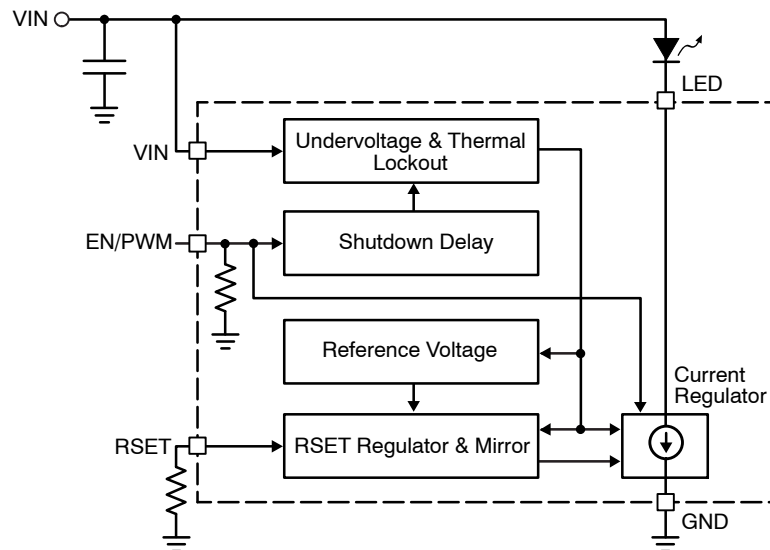 VIN
LED
VIN
Undervoltage & Thermal
Lockout
EN/PWM
Shutdown Delay
Reference Voltage
Current
Regulator
RSET
RSET Regulator & Mirror
GND